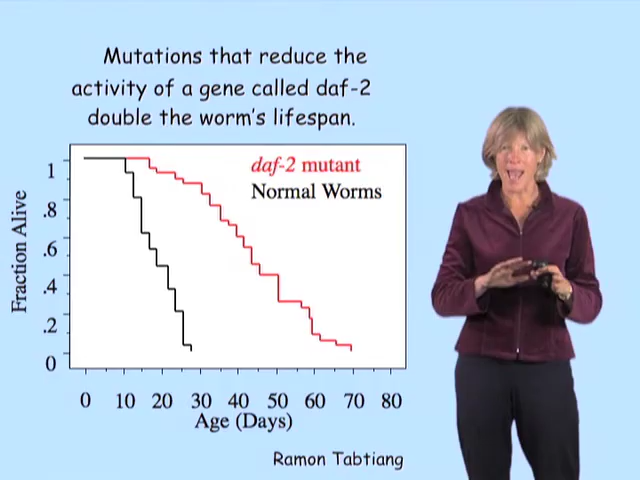 Mutations that reduce the
activity of a gene called daf-2
double the worm's lifespan.
daf-2 mutant
Normal Worms
Fraction Alive
1
.8
.6
.4
.2
0
0 10 20 30 40 50 60 70 80
Age (Days)
Ramon Tabtiang